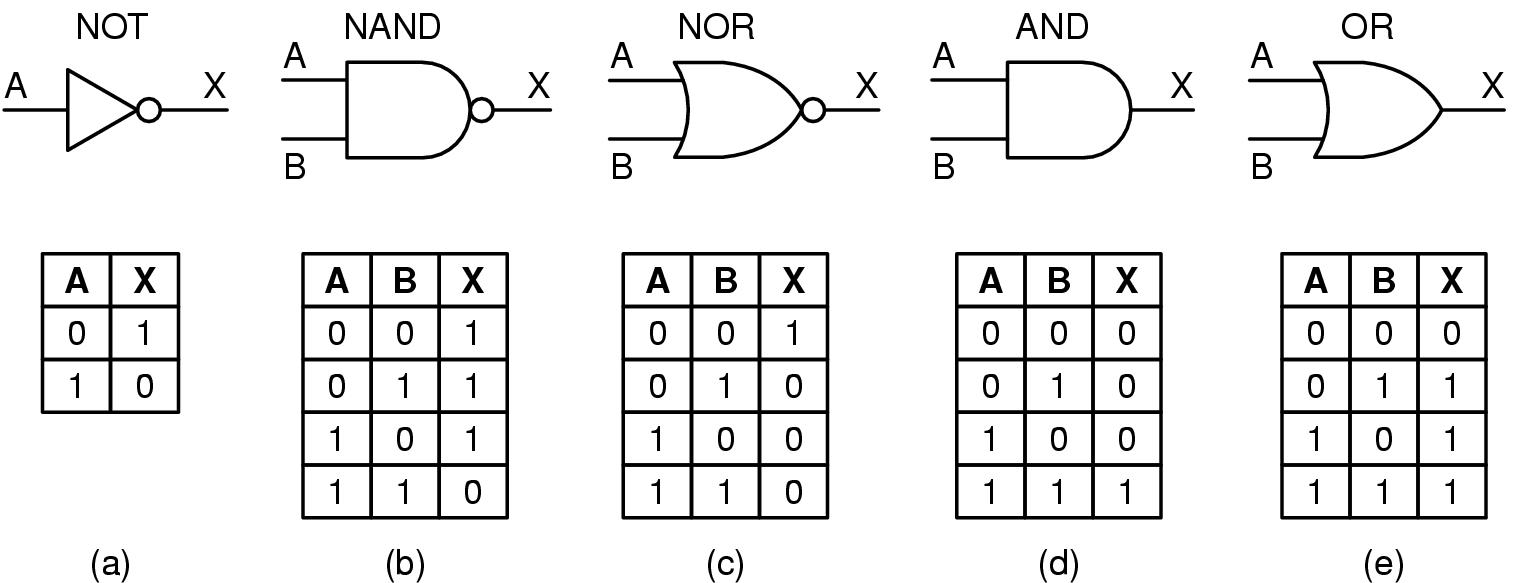 NOT NAND NOR AND OR
A X A X A X A X A X
B B B B
A X A B X A B X A B X A B X
0 1 0 0 1 0 0 1 0 0 0 0 0 0
1 0 0 1 1 0 1 0 0 1 0 0 1 1
1 0 1 1 0 0 1 0 0 1 0 1
1 1 0 1 1 0 1 1 1 1 1 1
(a) (b) (c) (d) (e)